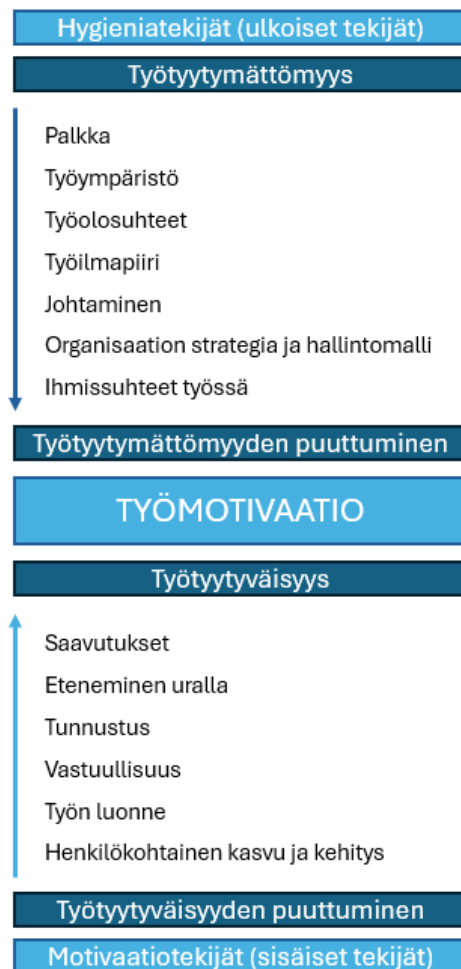 Hygieniatekijät (ulkoiset tekijät)
Työtyytymättömyys
Palkka
Työympäristö
Työolosuhteet
Työilmapiiri
Johtaminen
Organisaation strategia ja hallintomalli
Ihmissuhteet työssä
Työtyytymättömyyden puuttuminen
TYÖMOTIVAATIO
Työtyytyväisyys
Saavutukset
Eteneminen uralla
Tunnustus
Vastuullisuus
Työn luonne
Henkilökohtainen kasvu ja kehitys
Työtyytyväisyyden puuttuminen
Motivaatiotekijät (sisäiset tekijät)